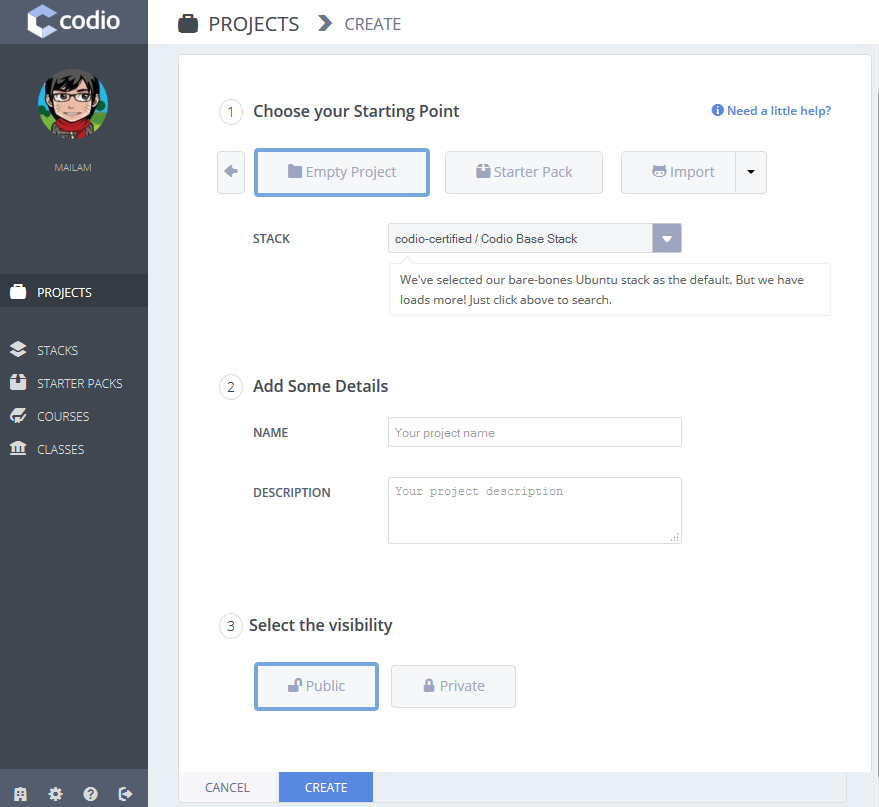 codio
PROJECTS CREATE
MAILAM
PROJECTS
STACKS
STARTER PACKS
COURSES
CLASSES
1 Choose your Starting Point
Need a little help?
Empty Project
Starter Pack
Import
STACK
codio-certified / Codio Base Stack
We've selected our bare-bones Ubuntu stack as the default. But we have
loads more! Just click above to search.
2 Add Some Details
NAME
Your project name
DESCRIPTION
Your project description
3 Select the visibility
Public
Private
CANCEL
CREATE